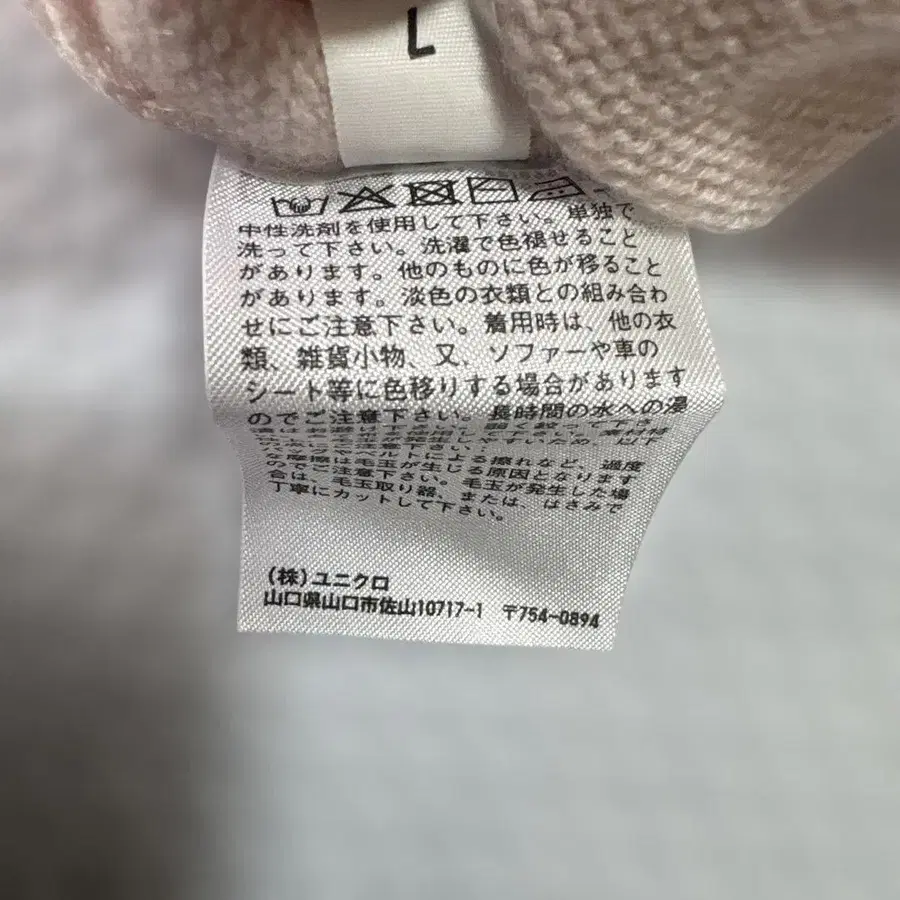 L
中性洗剤を使用して下さい。単独で
洗って下さい。洗濯で色褪せること
があります。他のものに色が移ること
があります。淡色の衣類との組み合わ
せにご注意下さい。着用時は、他の衣
類、雑貨小物、又、ソファーや車の
シート等に色移りする場合があります
のでご注意下さい。長時間の水への浸
やベルトによる擦れなど、過度
な摩擦は毛玉が生じる原因となります
のでご注意下さい。毛玉が発生した場
合は、毛玉取り器、または、はさみで
丁寧にカットして下さい。
(株)ユニクロ
山口県山口市佐山10717-1 〒754-0894